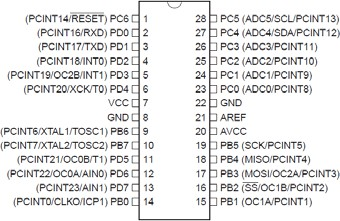 (PCINT14/RESET) PC6 1 28 PC5 (ADC5/SCL/PCINT13)
(PCINT16/RXD) PD0 2 27 PC4 (ADC4/SDA/PCINT12)
(PCINT17/TXD) PD1 3 26 PC3 (ADC3/PCINT11)
(PCINT18/INT0) PD2 4 25 PC2 (ADC2/PCINT10)
(PCINT19/OC2B/INT1) PD3 5 24 PC1 (ADC1/PCINT9)
(PCINT20/XCK/T0) PD4 6 23 PC0 (ADC0/PCINT8)
VCC 7 22 GND
GND 8 21 AREF
(PCINT6/XTAL1/TOSC1) PB6 9 20 AVCC
(PCINT7/XTAL2/TOSC2) PB7 10 19 PB5 (SCK/PCINT5)
(PCINT21/OC0B/T1) PD5 11 18 PB4 (MISO/PCINT4)
(PCINT22/OC0A/AIN0) PD6 12 17 PB3 (MOSI/OC2A/PCINT3)
(PCINT23/AIN1) PD7 13 16 PB2 (SS/OC1B/PCINT2)
(PCINT0/CLKO/ICP1) PB0 14 15 PB1 (OC1A/PCINT1)